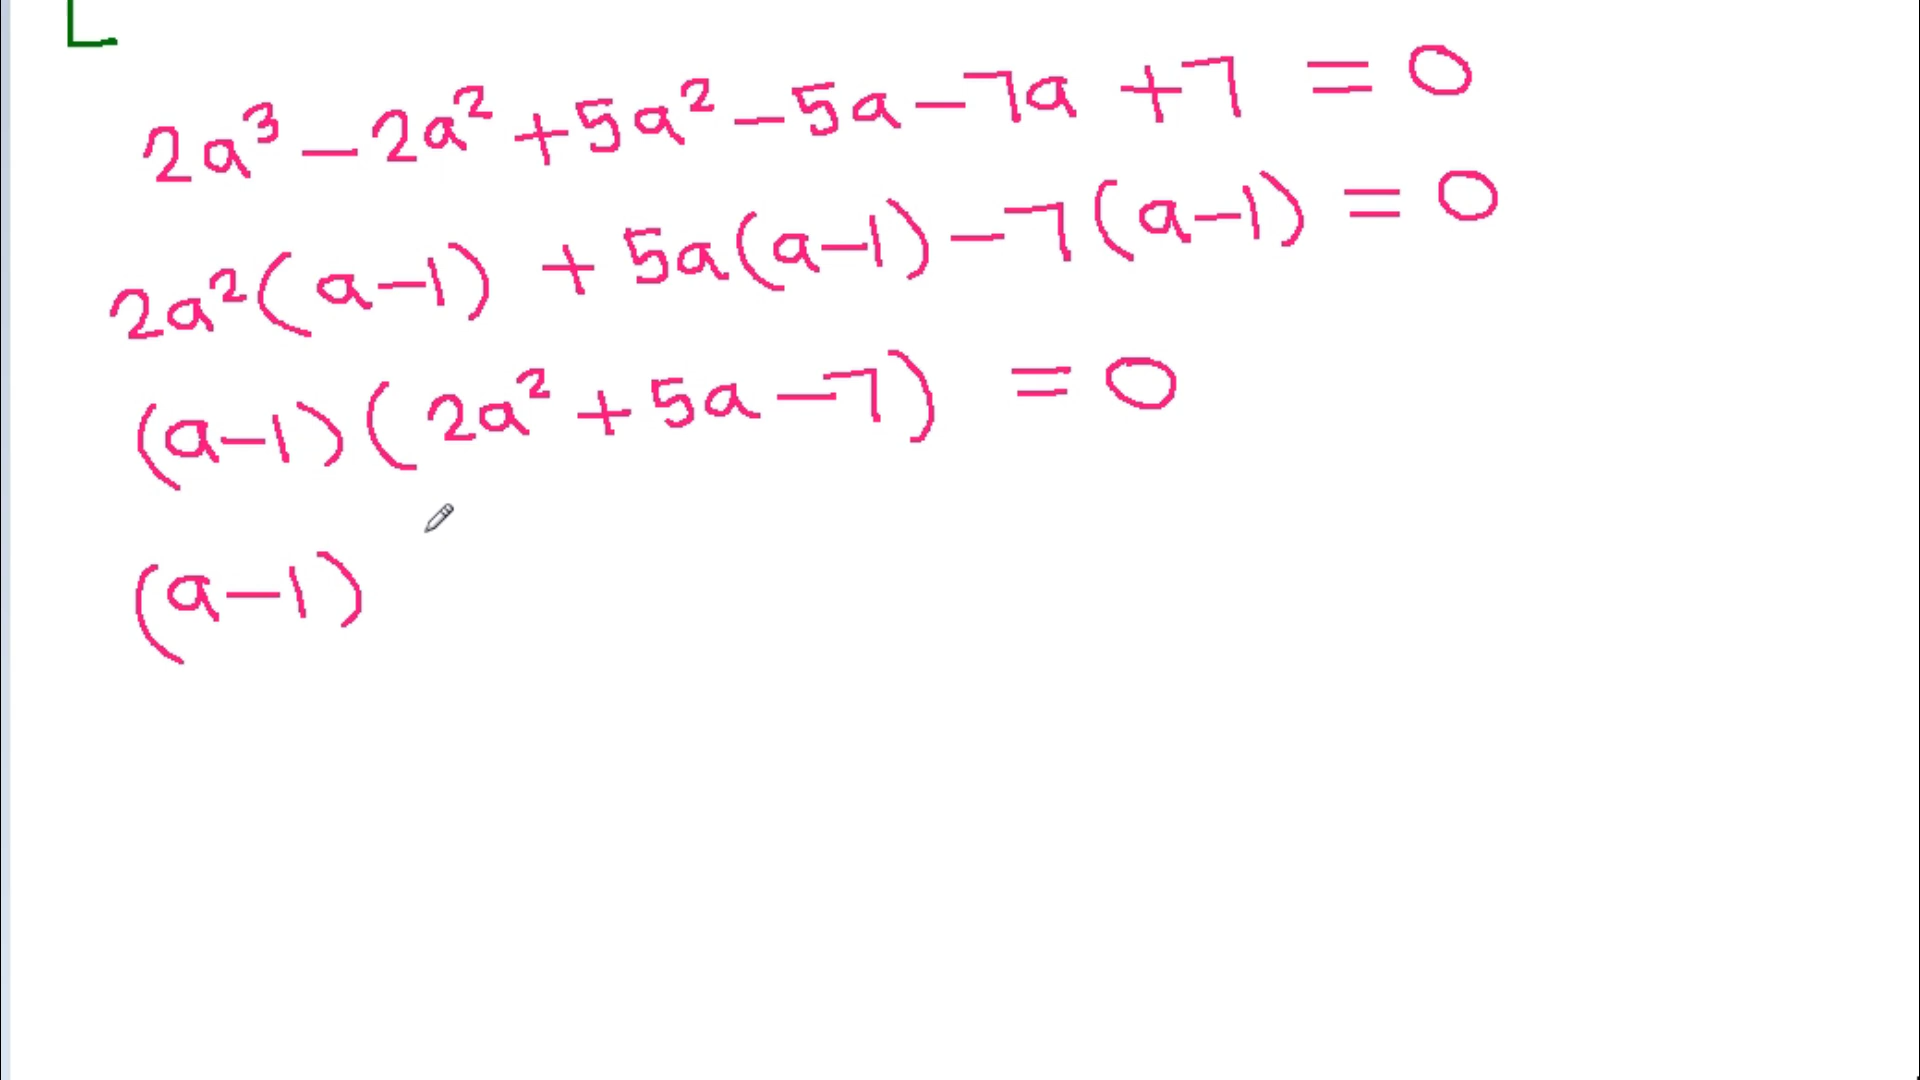 2a³ - 2a² + 5a² - 5a - 7a + 7 = 0
2a²(a-1) + 5a(a-1) - 7(a-1) = 0
(a-1)(2a² + 5a - 7) = 0
(a-1)